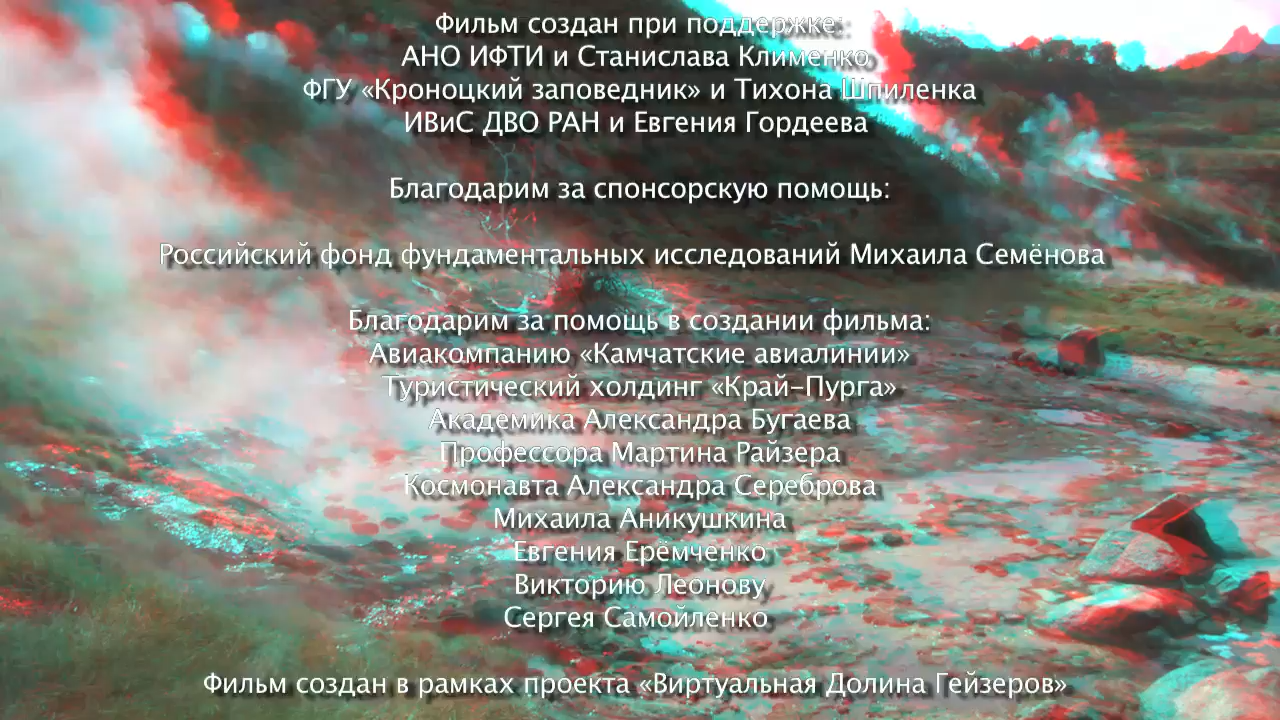 Фильм создан при поддержке:
АНО ИФТИ и Станислава Клименко
ФГУ «Кроноцкий заповедник» и Тихона Шпиленка
ИВиС ДВО РАН и Евгения Гордеева
Благодарим за спонсорскую помощь:
Российский фонд фундаментальных исследований Михаила Семёнова
Благодарим за помощь в создании фильма:
Авиакомпанию «Камчатские авиалинии»
Туристический холдинг «Край-Пурга»
Академика Александра Бугаева
Профессора Мартина Райзера
Космонавта Александра Сереброва
Михаила Аникушкина
Евгения Ерёмченко
Викторию Леонову
Сергея Самойленко
Фильм создан в рамках проекта «Виртуальная Долина Гейзеров»